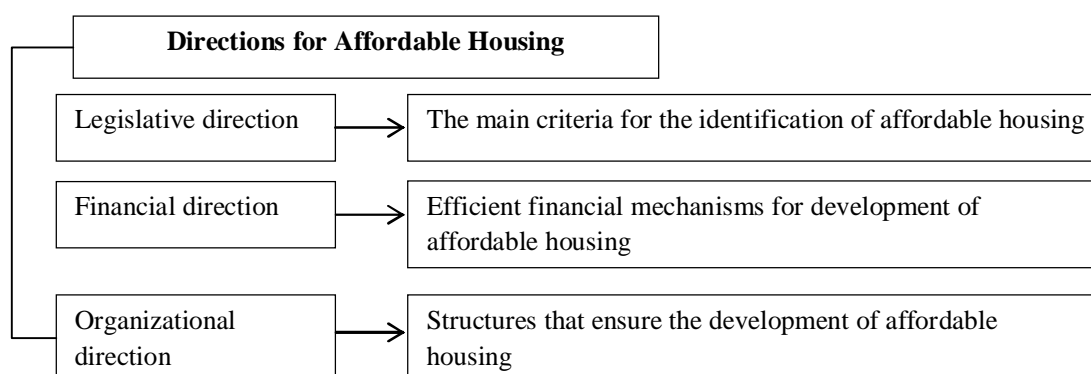 Directions for Affordable Housing
Legislative direction
The main criteria for the identification of affordable housing
Financial direction
Efficient financial mechanisms for development of
affordable housing
Organizational
direction
Structures that ensure the development of affordable
housing